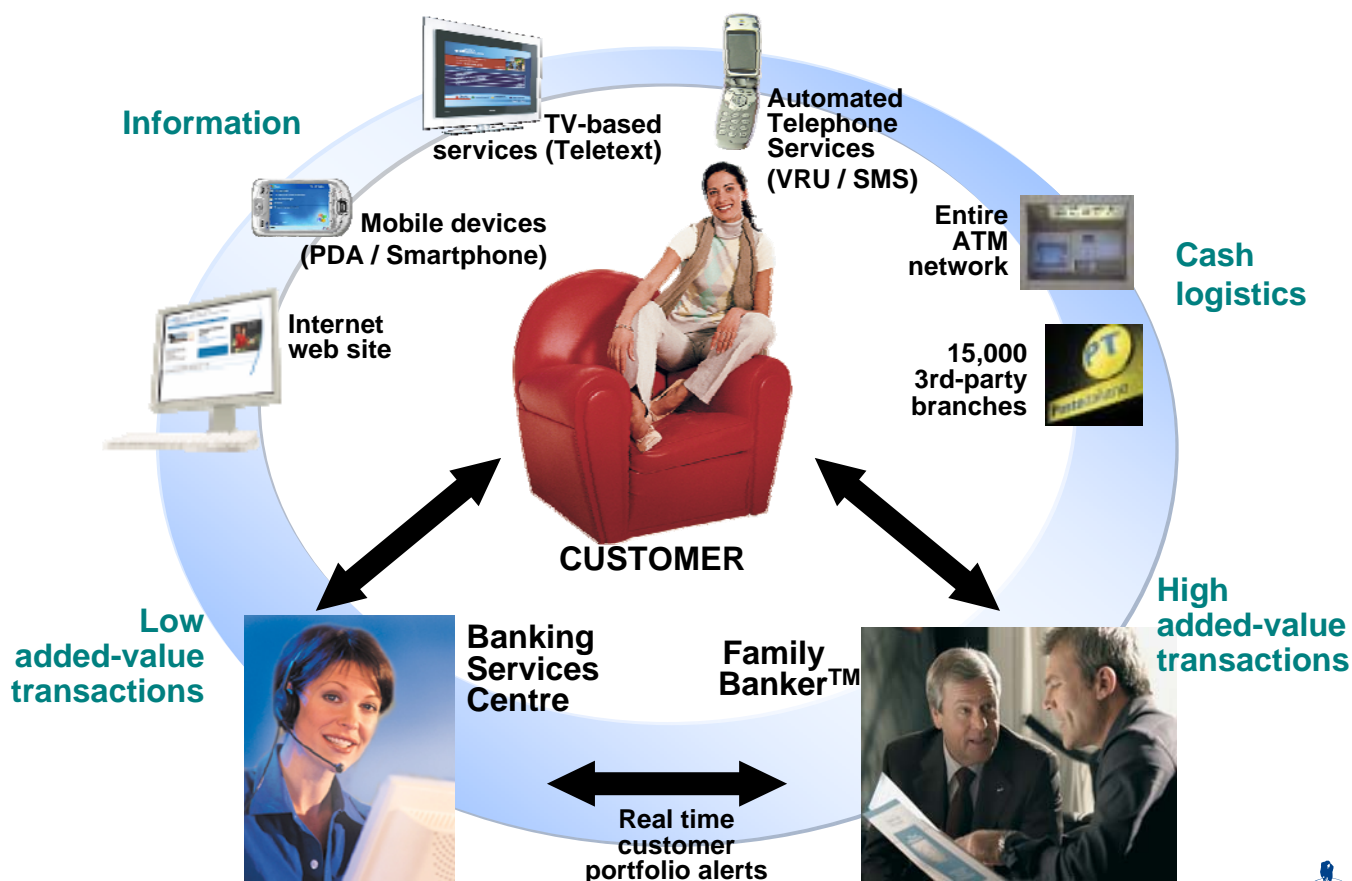 Information
TV-based
services (Teletext)
Automated
Telephone
Services
(VRU / SMS)
Mobile devices
(PDA / Smartphone)
Entire
ATM
network
Cash
logistics
Internet
web site
15,000
3rd-party
branches
PT
Posteitaliane
CUSTOMER
Low
added-value
transactions
Banking
Services
Centre
Family
Banker™
High
added-value
transactions
Real time
customer
portfolio alerts